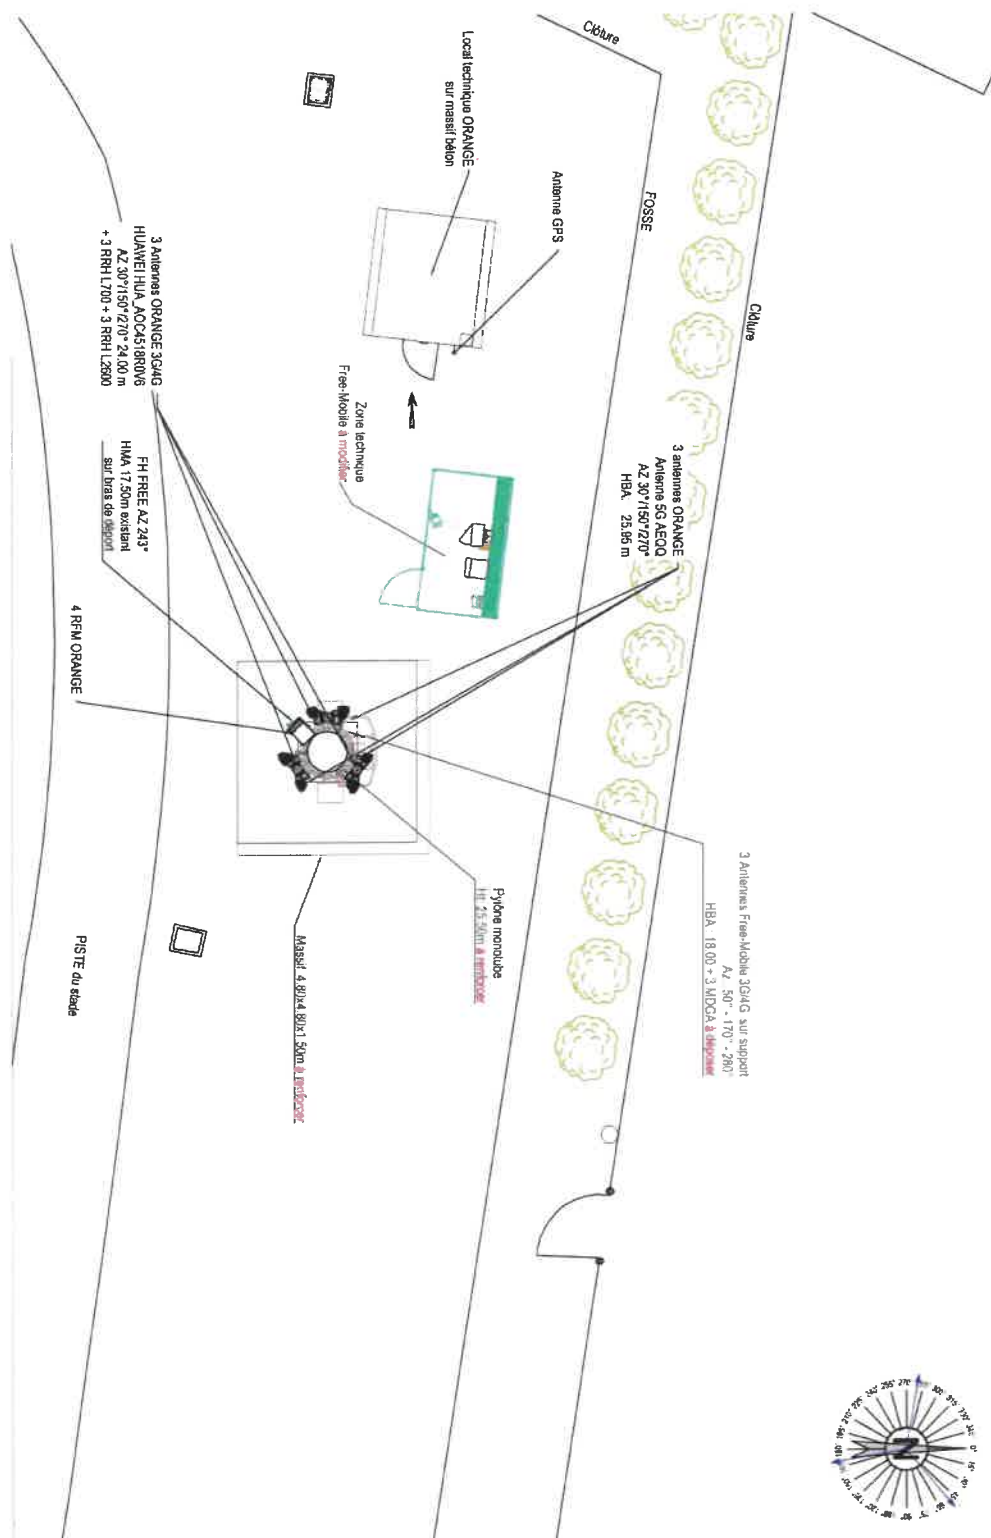 Clôture
Local technique ORANGE
sur massif béton
Antenne GPS
FOSSE
Clôture
3 Antennes ORANGE 3G/4G
HUAWEI HUA_AOC4518R0V6
AZ 30°/150°/270° 24.00 m
+ 3 RRH L700 + 3 RRH L2600
Zone technique
Free-Mobile à modifier
3 antennes ORANGE
Antenne 5G AEQQ
AZ 30°/150°/270°
HBA 25.95 m
FH FREE AZ 243°
HMA 17.50m existant
sur bras de déport
4 RFM ORANGE
3 Antennes Free-Mobile 3G/4G sur support
Az 50° - 170° - 280°
HBA 18.00 + 3 MDGA à déposer
Pylône monotube
Ht 25.50m à renforcer
Massif 4.80x4.80x1.50m à renforcer
PISTE du stade
N